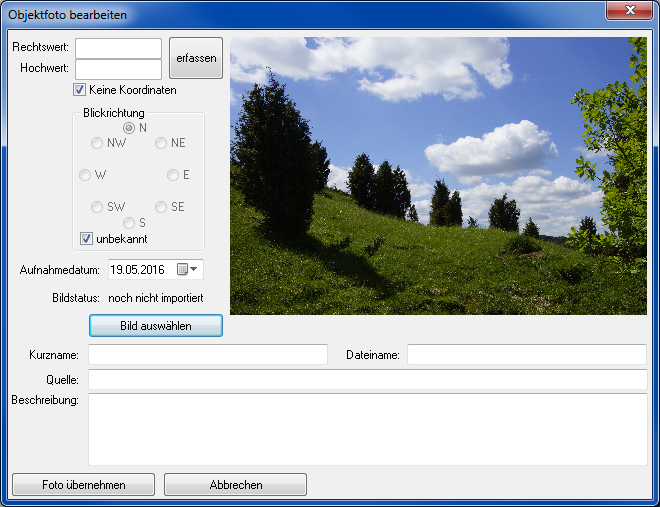 Objektfoto bearbeiten
Rechtswert:
erfassen
Hochwert:
Keine Koordinaten
Blickrichtung
N
NW NE
W E
SW SE
S
unbekannt
Aufnahmedatum: 19.05.2016
Bildstatus: noch nicht importiert
Bild auswählen
Kurzname: Dateiname:
Quelle:
Beschreibung:
Foto übernehmen Abbrechen